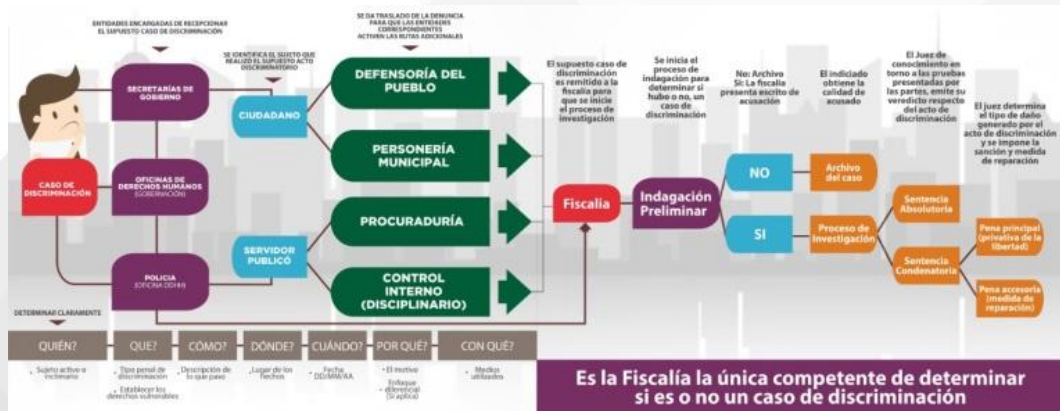 ENTIDADES ENCARGADAS DE RECEPCIONAR
EL SUPUESTO CASO DE DISCRIMINACIÓN
SE IDENTIFICA EL SUJETO QUE
REALIZÓ EL SUPUESTO ACTO
DISCRIMINATORIO
SE DA TRASLADO DE LA DENUNCIA
PARA QUE LAS ENTIDADES
CORRESPONDIENTES
ACTIVEN LAS RUTAS ADICIONALES
CASO DE
DISCRIMINACIÓN
SECRETARÍAS DE
GOBIERNO
OFICINAS DE
DERECHOS HUMANOS
(GOBERNACIÓN)
POLICIA
(OFICINA DDHH)
CIUDADANO
SERVIDOR
PUBLICÓ
DEFENSORÍA DEL
PUEBLO
PERSONERÍA
MUNICIPAL
PROCURADURÍA
CONTROL
INTERNO
(DISCIPLINARIO)
El supuesto caso de
discriminación
es remitido a la
fiscalía para
que se inicie
el proceso de
investigación
Fiscalia
Se inicia el
proceso de
indagación para
determinar si
hubo o no, un
caso de
discriminación
Indagación
Preliminar
No: Archivo
Si: La fiscalía
presenta escrito de
acusación
NO
SI
El indiciado
obtiene la
calidad de
acusado
Archivo
del caso
Proceso de
Investigación
El Juez de
conocimiento en
torno a las pruebas
presentadas por
las partes, emite su
veredicto respecto
del acto de
discriminación
Sentencia
Absolutoria
Sentencia
Condenatoria
El juez determina
el tipo de daño
generado por el
acto de discriminación
y se impone la
sanción y medida
de reparación
Pena principal
(privativa de la
libertad)
Pena accesoria
(medida de
reparación)
DETERMINAR CLARAMENTE
QUIÉN?
QUE?
CÓMO?
DÓNDE?
CUÁNDO?
POR QUÉ?
CON QUÉ?
Sujeto activo o
Tipo penal de
discriminación
Establecer los
derechos vulnerables
Descripción de
lo que paso
Lugar de los
hechos
Fecha
DD/MM/AA
El motivo
Enfoque
diferencial
(Si aplica)
Medios
utilizados
Es la Fiscalía la única competente de determinar
si es o no un caso de discriminación